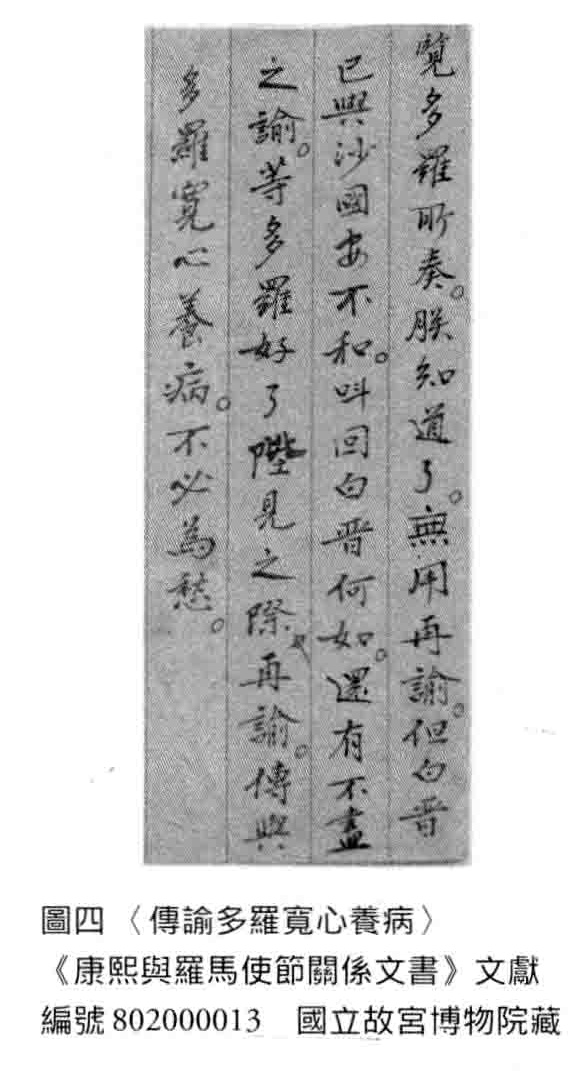 覽多羅所奏。朕知道了。無用再諭。但白晉
已與沙國安不和。叫回白晉何如。還有不盡
之諭。等多羅好了陛見之際再諭。傳與
多羅寬心養病。不必為愁。
圖四 〈傳諭多羅寬心養病〉
《康熙與羅馬使節關係文書》文獻
編號 802000013 國立故宮博物院藏